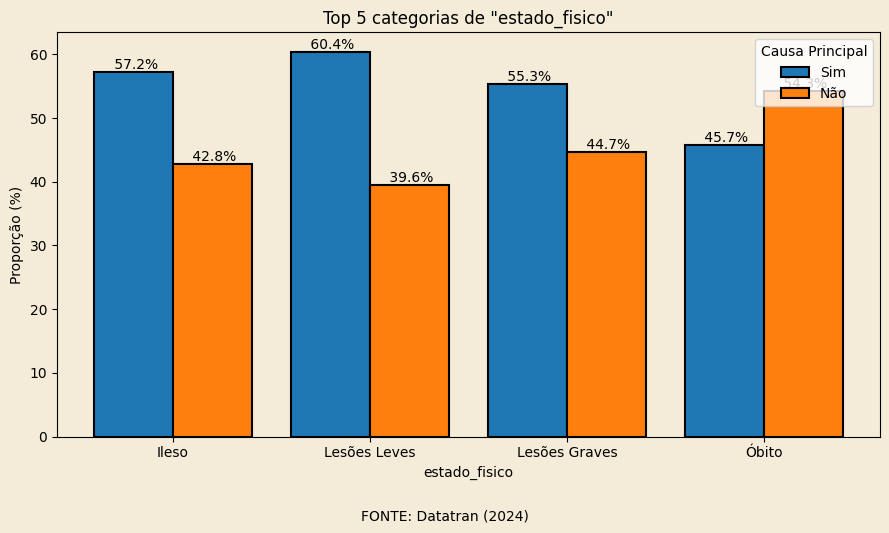 Top 5 categorias de "estado_fisico"
Causa Principal
Sim
Não
57.2%
42.8%
60.4%
39.6%
55.3%
44.7%
45.7%
54.3%
Proporção (%)
60
50
40
30
20
10
0
Ileso
Lesões Leves
Lesões Graves
Óbito
estado_fisico
FONTE: Datatran (2024)